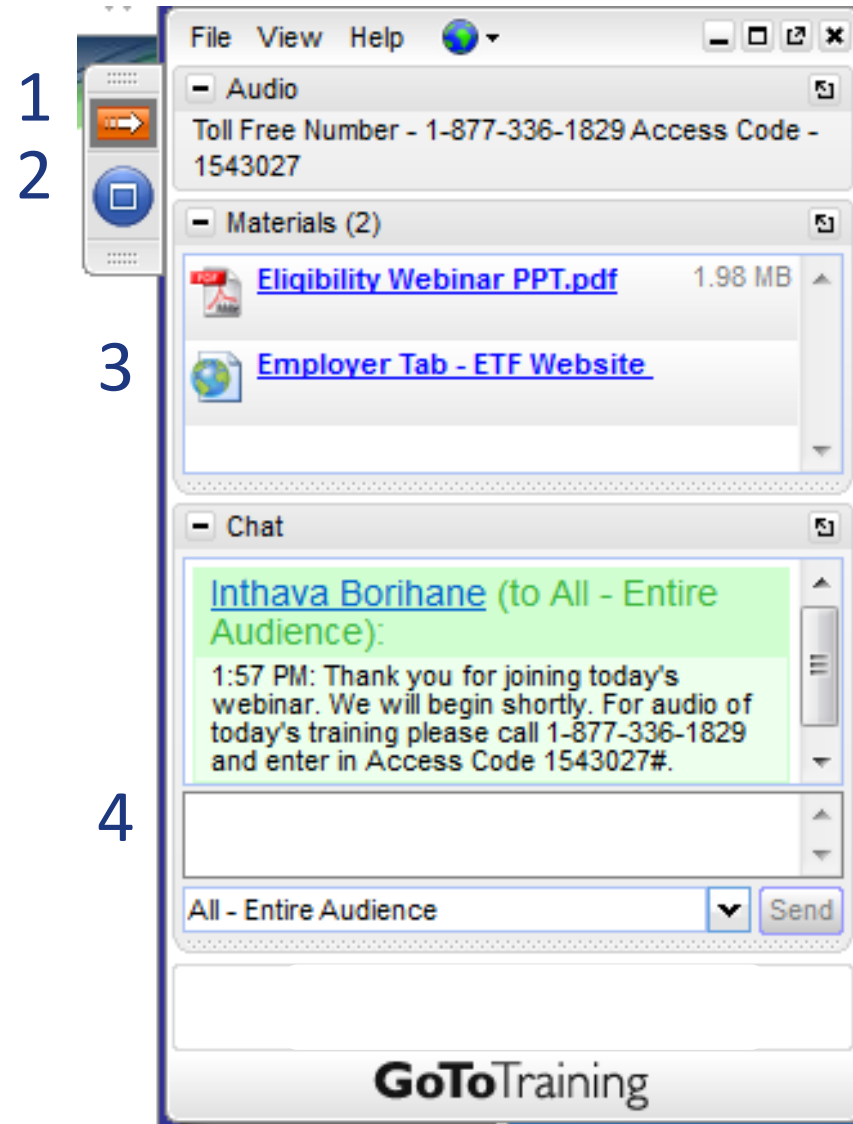 File View Help
1
− Audio
Toll Free Number - 1-877-336-1829 Access Code -
1543027
2
− Materials (2)
Eligibility Webinar PPT.pdf 1.98 MB
3
Employer Tab - ETF Website
− Chat
Inthava Borihane (to All - Entire
Audience):
1:57 PM: Thank you for joining today's
webinar. We will begin shortly. For audio of
today's training please call 1-877-336-1829
and enter in Access Code 1543027#.
4
All - Entire Audience Send
GoToTraining